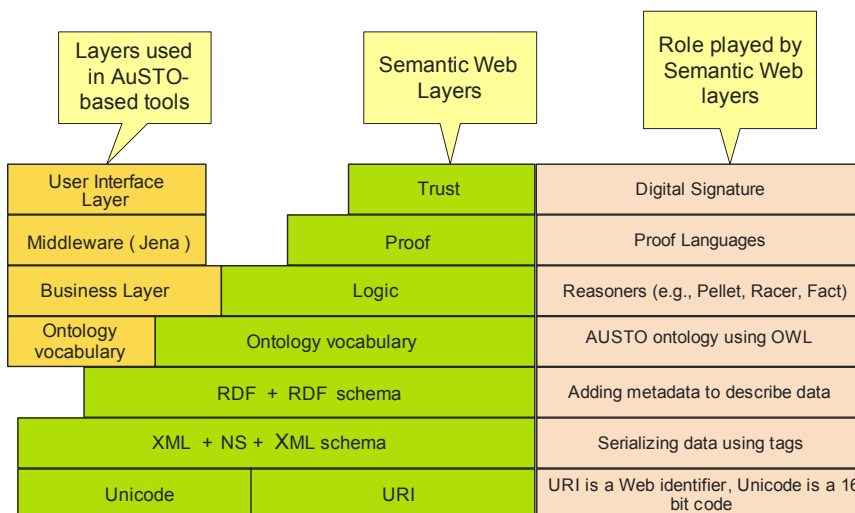 Layers used
in AuSTO-
based tools
Semantic Web
Layers
Role played by
Semantic Web
layers
User Interface
Layer
Trust
Digital Signature
Middleware ( Jena )
Proof
Proof Languages
Business Layer
Logic
Reasoners (e.g., Pellet, Racer, Fact)
Ontology
vocabulary
Ontology vocabulary
AUSTO ontology using OWL
RDF + RDF schema
Adding metadata to describe data
XML + NS + XML schema
Serializing data using tags
Unicode
URI
URI is a Web identifier, Unicode is a 16
bit code